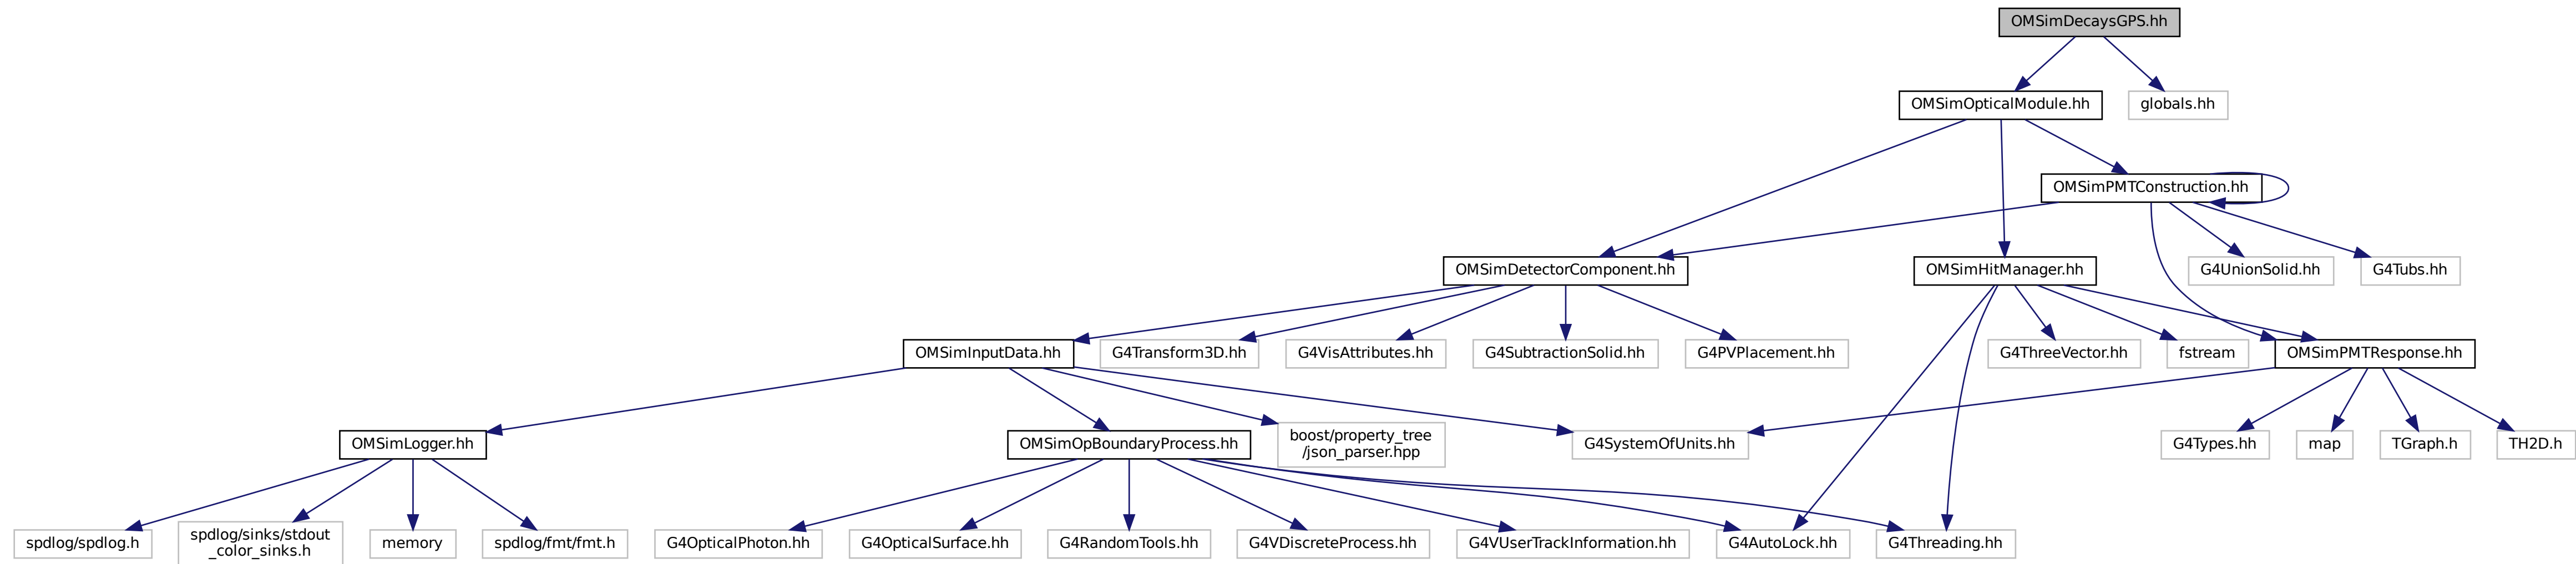 OMSimDecaysGPS.hh
OMSimOpticalModule.hh
globals.hh
OMSimPMTConstruction.hh
OMSimDetectorComponent.hh
OMSimHitManager.hh
G4UnionSolid.hh
G4Tubs.hh
OMSimInputData.hh
G4Transform3D.hh
G4VisAttributes.hh
G4SubtractionSolid.hh
G4PVPlacement.hh
G4ThreeVector.hh
fstream
OMSimPMTResponse.hh
OMSimLogger.hh
OMSimOpBoundaryProcess.hh
boost/property_tree
/json_parser.hpp
G4SystemOfUnits.hh
G4Types.hh
map
TGraph.h
TH2D.h
spdlog/spdlog.h
spdlog/sinks/stdout
_color_sinks.h
memory
spdlog/fmt/fmt.h
G4OpticalPhoton.hh
G4OpticalSurface.hh
G4RandomTools.hh
G4VDiscreteProcess.hh
G4VUserTrackInformation.hh
G4AutoLock.hh
G4Threading.hh